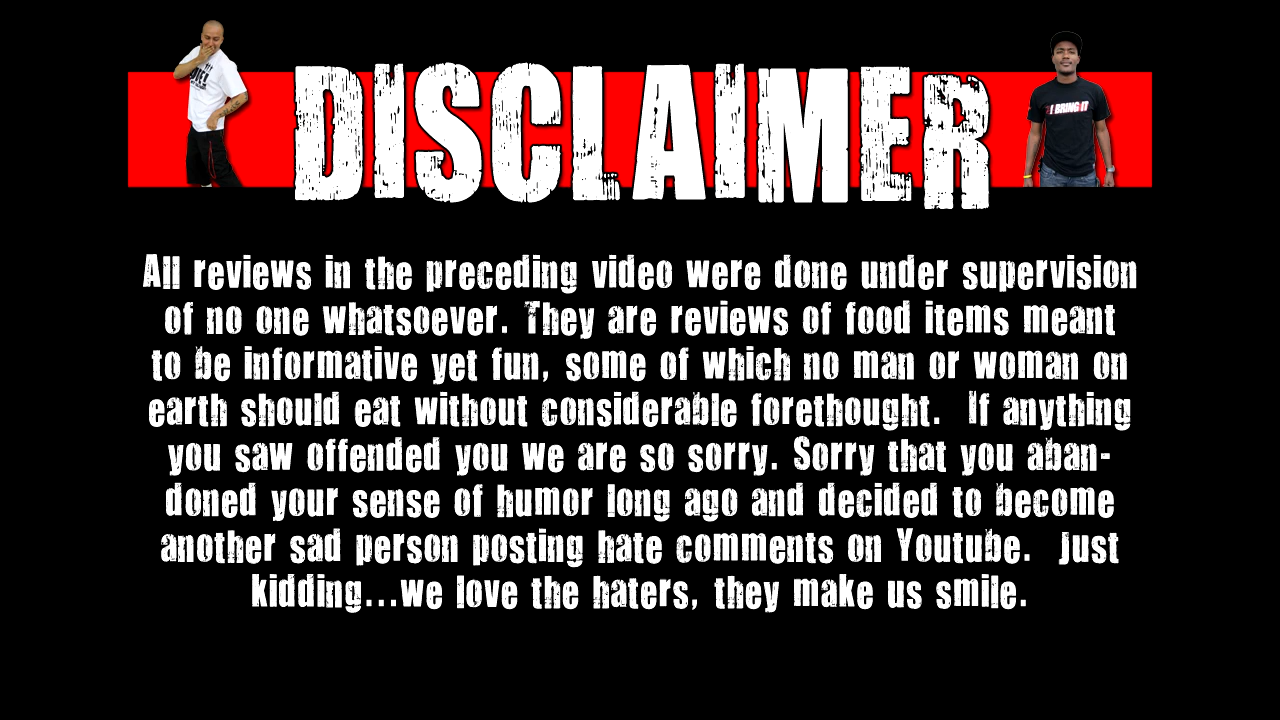 DISCLAIMER
I BRING IT
All reviews in the preceding video were done under supervision
of no one whatsoever. They are reviews of food items meant
to be informative yet fun, some of which no man or woman on
earth should eat without considerable forethought.  If anything
you saw offended you we are so sorry. Sorry that you aban-
doned your sense of humor long ago and decided to become
another sad person posting hate comments on Youtube.  Just
kidding...we love the haters, they make us smile.